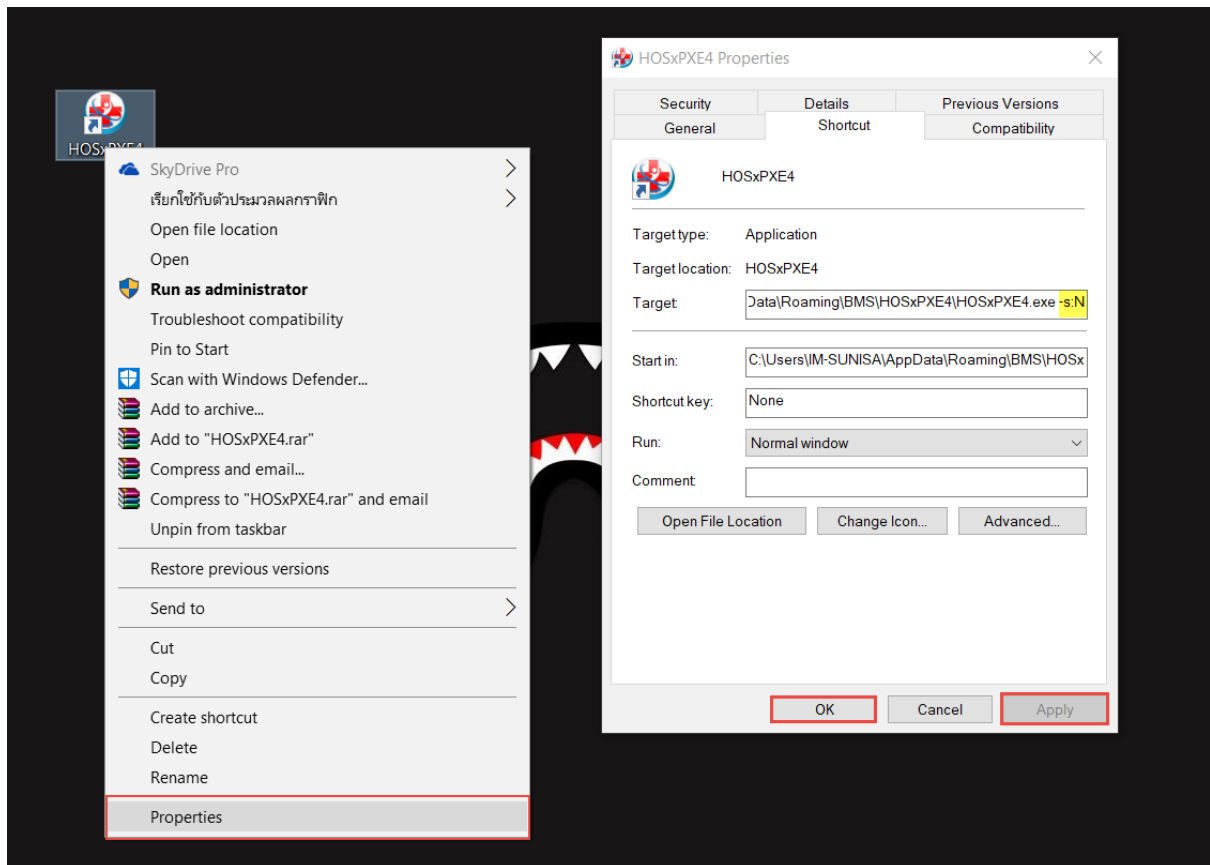 HOSxPXE4
SkyDrive Pro
เรียกใช้กับตัวประมวลผลกราฟิก
Open file location
Open
Run as administrator
Troubleshoot compatibility
Pin to Start
Scan with Windows Defender...
Add to archive...
Add to "HOSxPXE4.rar"
Compress and email...
Compress to "HOSxPXE4.rar" and email
Unpin from taskbar
Restore previous versions
Send to
Cut
Copy
Create shortcut
Delete
Rename
Properties
HOSxPXE4 Properties
Security Details Previous Versions
General Shortcut Compatibility
HOSxPXE4
Target type: Application
Target location: HOSxPXE4
Target: Data\Roaming\BMS\HOSxPXE4\HOSxPXE4.exe -s:N
Start in: C:\Users\IM-SUNISA\AppData\Roaming\BMS\HOSx
Shortcut key: None
Run: Normal window
Comment:
Open File Location Change Icon... Advanced...
OK Cancel Apply